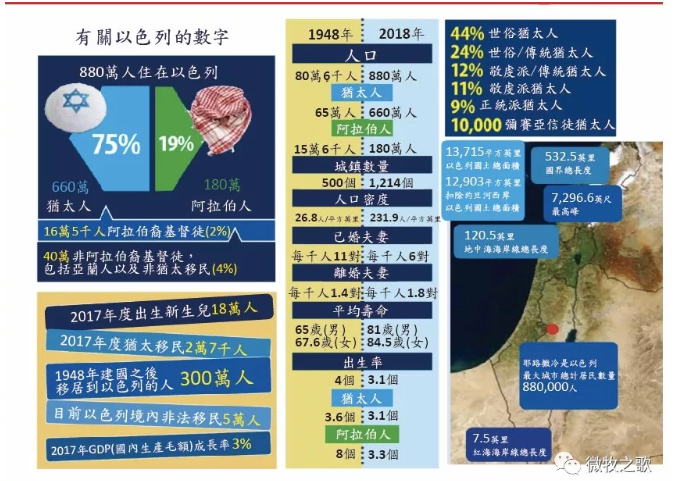 有關以色列的數字
880萬人住在以色列
75%
19%
660萬
猶太人
180萬
阿拉伯人
16萬5千人阿拉伯裔基督徒(2%)
40萬非阿拉伯裔基督徒，
包括亞蘭人以及非猶太移民(4%)
2017年度出生新生兒18萬人
2017年度猶太移民2萬7千人
1948年建國之後
移居到以色列的人 300萬人
目前以色列境內非法移民5萬人
2017年GDP(國內生產毛額)成長率3%
1948年 2018年
人口
80萬6千人 880萬人
猶太人
65萬人 660萬人
阿拉伯人
15萬6千人 180萬人
城鎮數量
500個 1,214個
人口密度
26.8人/平方英里 231.9人/平方英里
已婚夫妻
每千人11對 每千人6對
離婚夫妻
每千人1.4對 每千人1.8對
平均壽命
65歲(男) 81歲(男)
67.6歲(女) 84.5歲(女)
出生率
4個 3.1個
猶太人
3.6個 3.1個
阿拉伯人
8個 3.3個
44% 世俗猶太人
24% 世俗/傳統猶太人
12% 敬虔派/傳統猶太人
11% 敬虔派猶太人
9% 正統派猶太人
10,000 彌賽亞信徒猶太人
13,715平方英里
以色列國土總面積
12,903平方英里
扣除約旦河西岸
以色列國土總面積
532.5英里
國界總長度
7,296.6英尺
最高峰
120.5英里
地中海海岸線總長度
耶路撒冷是以色列
最大城市總計居民數量
880,000人
7.5英里
紅海海岸線總長度
微牧之歌